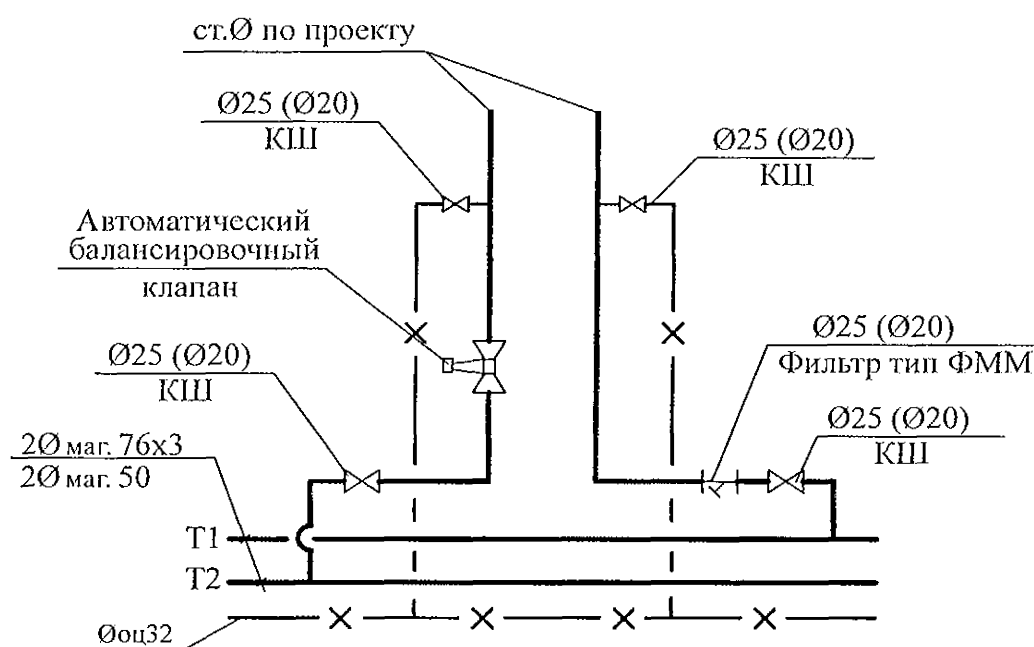 ст.Ø по проекту
Ø25 (Ø20)
КШ
Ø25 (Ø20)
КШ
Автоматический
балансировочный
клапан
Ø25 (Ø20)
Фильтр тип ФММ
Ø25 (Ø20)
КШ
Ø25 (Ø20)
КШ
2Ø маг. 76х3
2Ø маг. 50
Т1
Т2
Øоц32